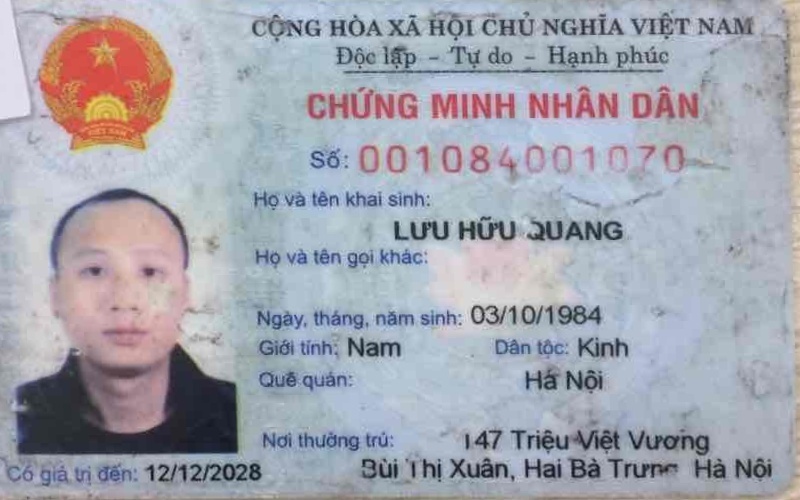 CỘNG HÒA XÃ HỘI CHỦ NGHĨA VIỆT NAM
Độc lập - Tự do - Hạnh phúc
CHỨNG MINH NHÂN DÂN
Số: 001084001070
Họ và tên khai sinh:
LƯU HỮU QUANG
Họ và tên gọi khác:
Ngày, tháng, năm sinh: 03/10/1984
Giới tính: Nam Dân tộc: Kinh
Quê quán: Hà Nội
Nơi thường trú: 147 Triệu Việt Vương
Bùi Thị Xuân, Hai Bà Trưng Hà Nội
Có giá trị đến: 12/12/2028
VIỆT NAM